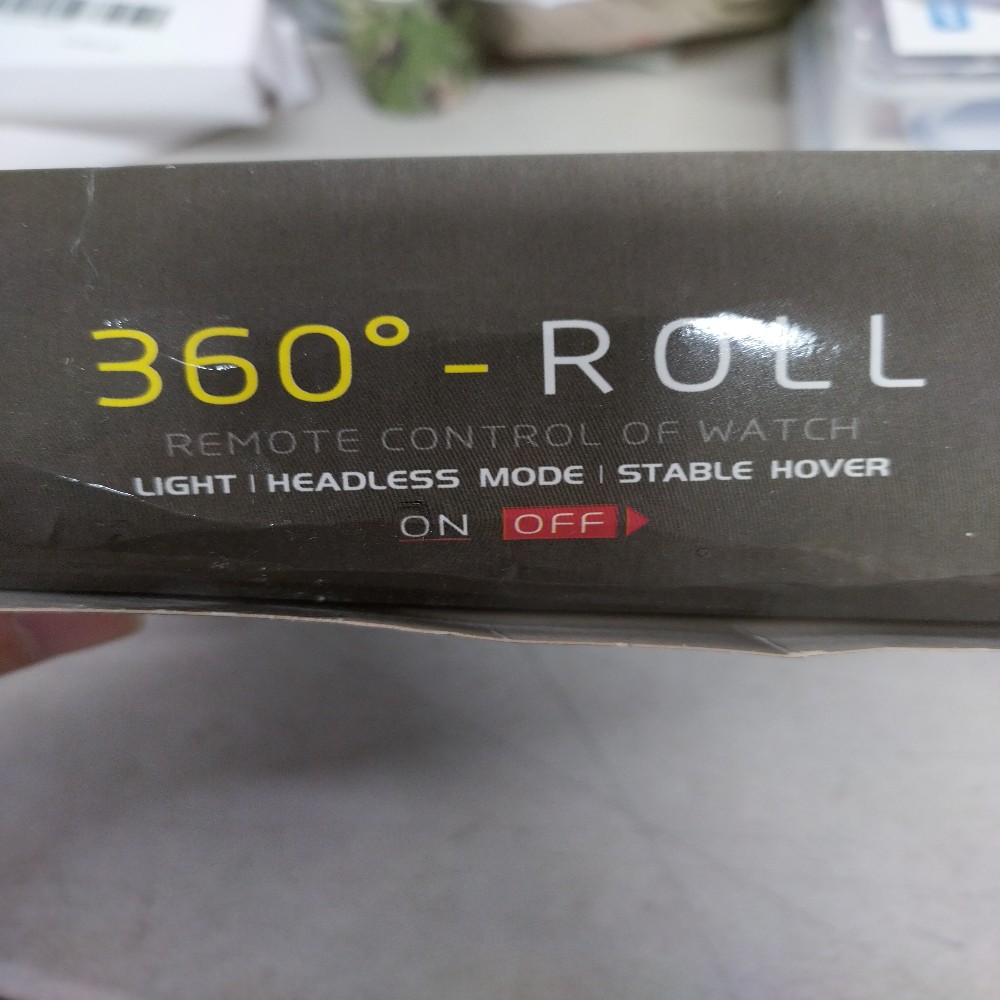 360° - ROLL
REMOTE CONTROL OF WATCH
LIGHT | HEADLESS MODE | STABLE HOVER
ON OFF